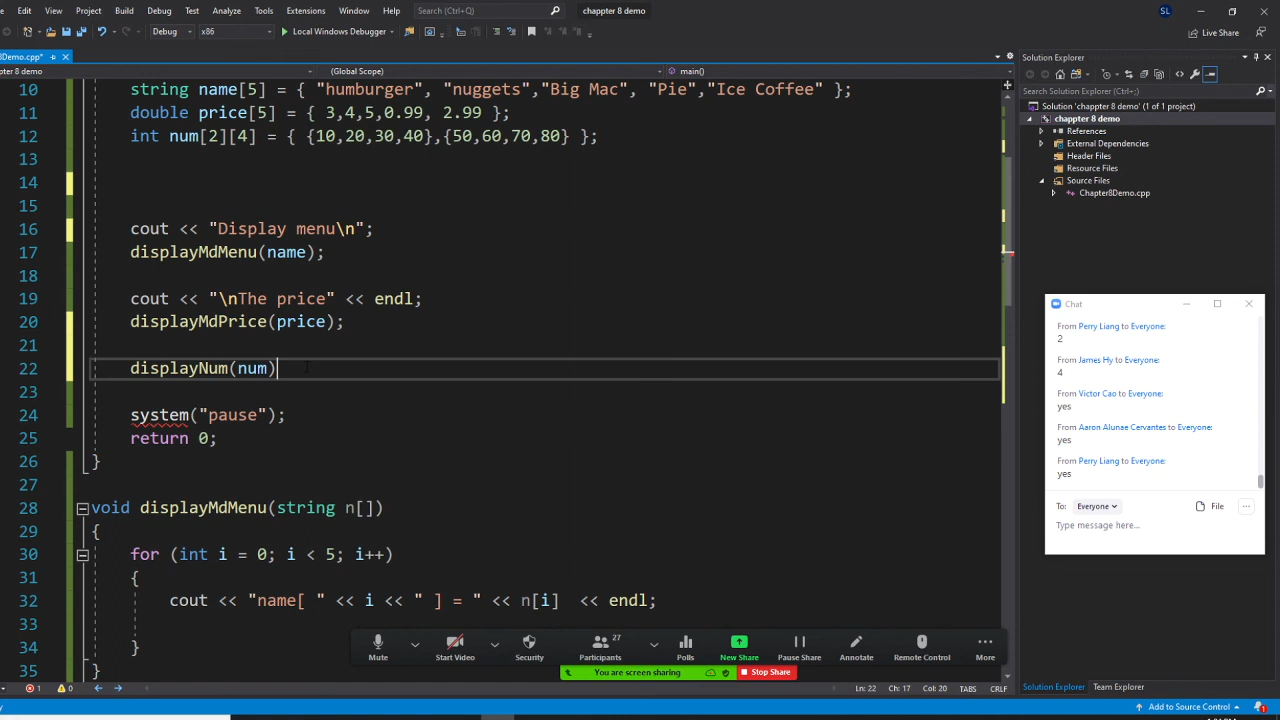 Edit View Project Build Debug Test Analyze Tools Extensions Window Help Search (Ctrl+Q) chappter 8 demo SL
Debug x86 Local Windows Debugger Live Share
8Demo.cpp*
chappter 8 demo (Global Scope) main()
10 string name[5] = { "humburger", "nuggets","Big Mac", "Pie","Ice Coffee" };
11 double price[5] = { 3,4,5,0.99, 2.99 };
12 int num[2][4] = { {10,20,30,40},{50,60,70,80} };
13
14
15
16 cout << "Display menu\n";
17 displayMdMenu(name);
18
19 cout << "\nThe price" << endl;
20 displayMdPrice(price);
21
22 displayNum(num)
23
24 system("pause");
25 return 0;
26 }
27
28 void displayMdMenu(string n[])
29 {
30 for (int i = 0; i < 5; i++)
31 {
32 cout << "name[ " << i << " ] = " << n[i] << endl;
33
34 }
35 }
Solution Explorer
Search Solution Explorer (Ctrl+;)
Solution 'chappter 8 demo' (1 of 1 project)
chappter 8 demo
References
External Dependencies
Header Files
Resource Files
Source Files
Chapter8Demo.cpp
Chat
From Perry Liang to Everyone:
2
From James Hy to Everyone:
4
From Victor Cao to Everyone:
yes
From Aaron Alunae Cervantes to Everyone:
yes
From Perry Liang to Everyone:
yes
To: Everyone File
Type message here...
27
Mute Start Video Security Participants Polls New Share Pause Share Annotate Remote Control More
You are screen sharing Stop Share
1 0 Ln: 22 Ch: 17 Col: 20 TABS CRLF
Solution Explorer Team Explorer
Add to Source Control 1